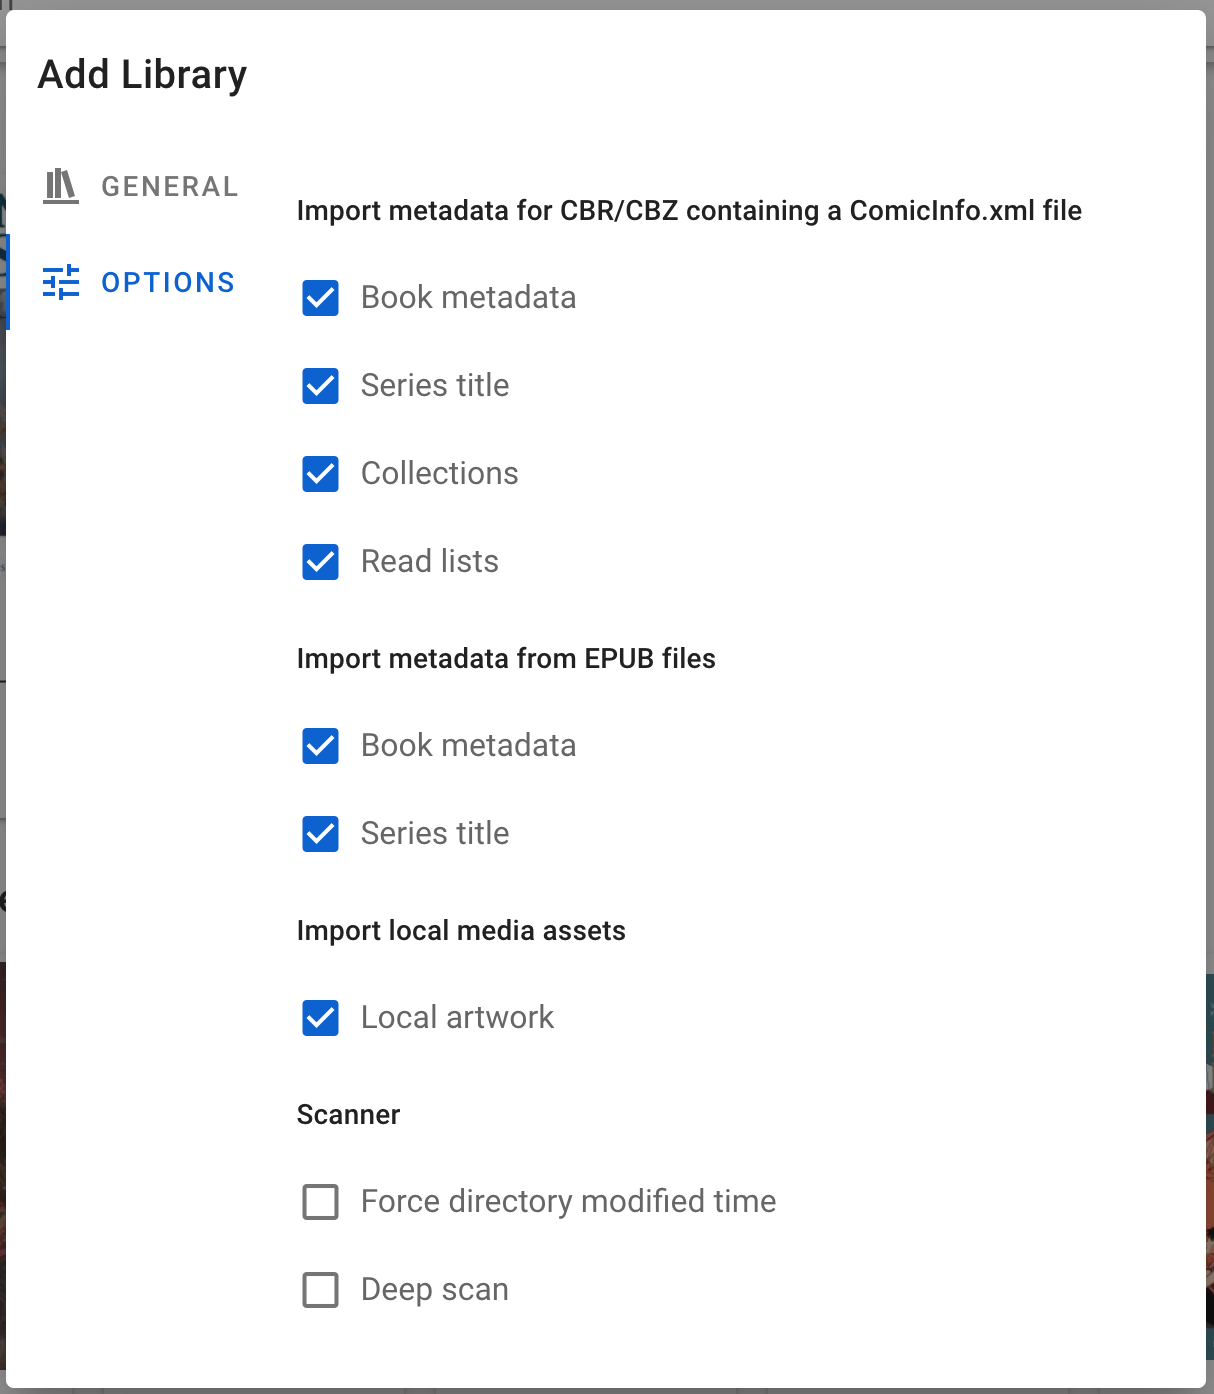 Add Library
GENERAL
OPTIONS
Import metadata for CBR/CBZ containing a ComicInfo.xml file
Book metadata
Series title
Collections
Read lists
Import metadata from EPUB files
Book metadata
Series title
Import local media assets
Local artwork
Scanner
Force directory modified time
Deep scan